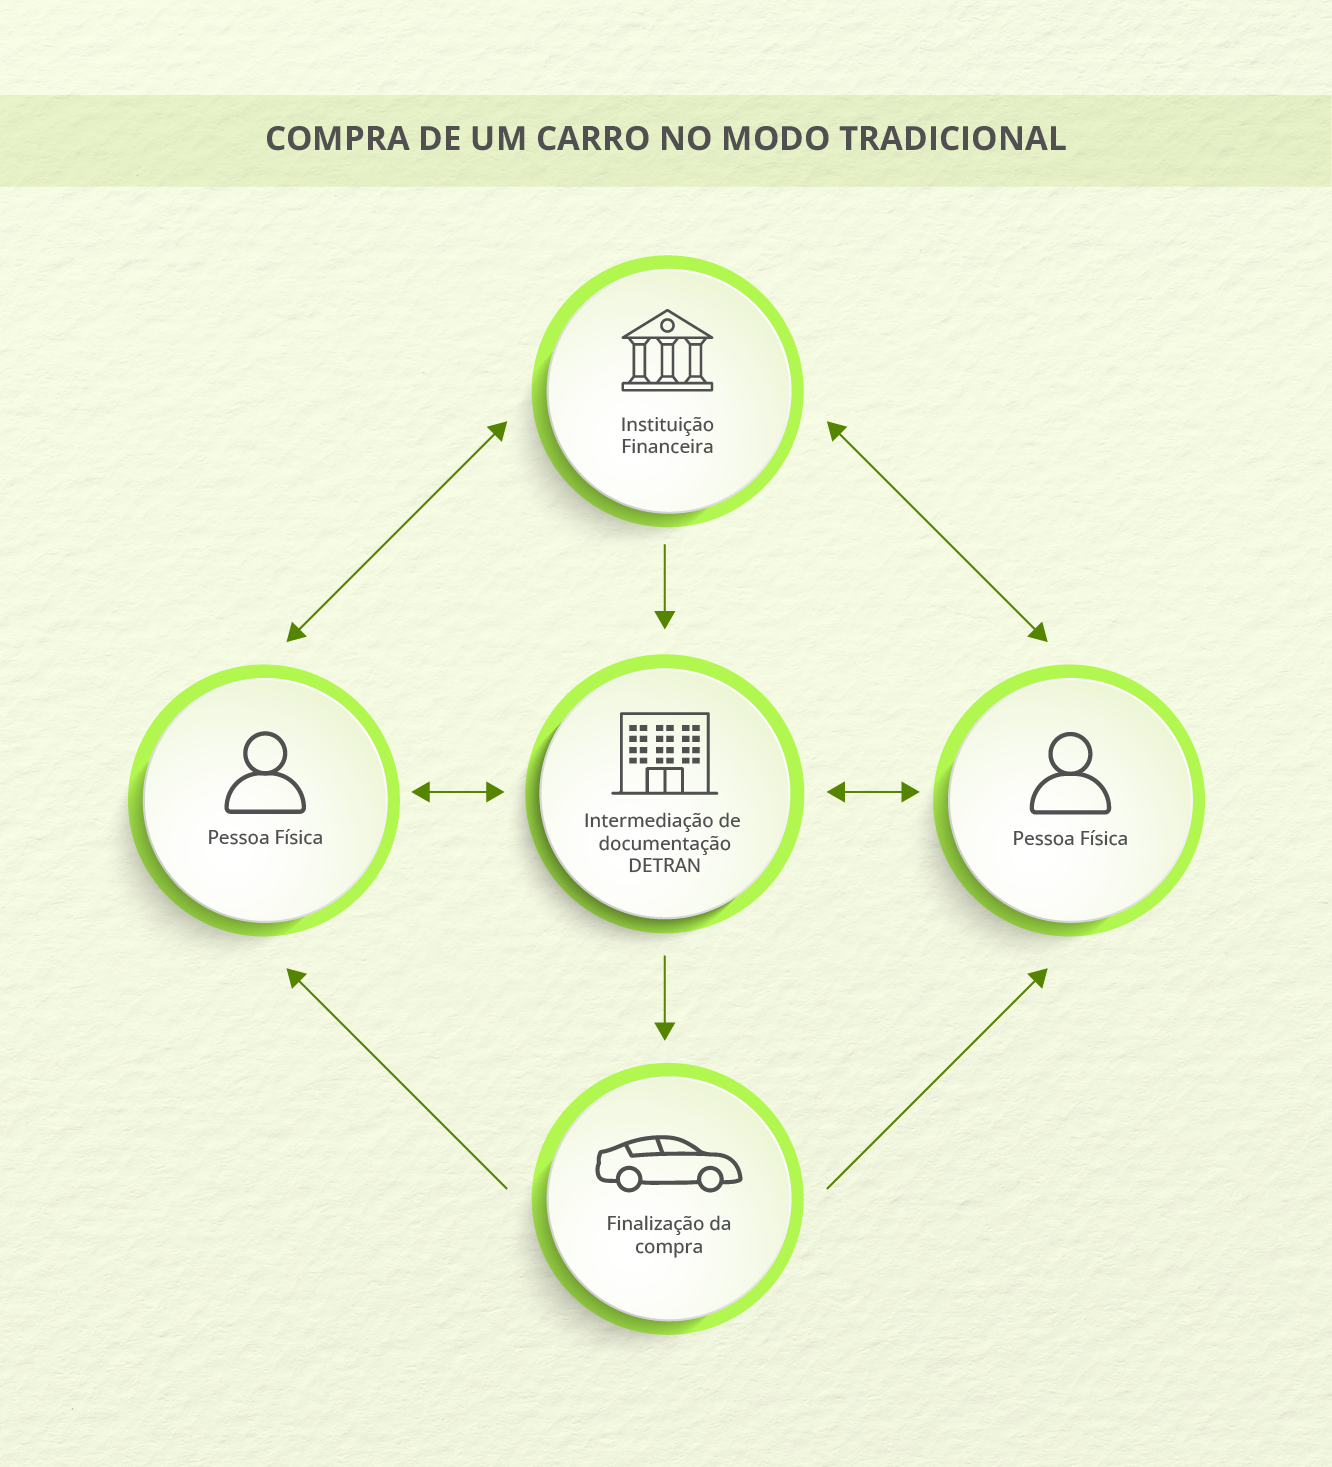 COMPRA DE UM CARRO NO MODO TRADICIONAL
Instituição
Financeira
Pessoa Física
Intermediação de
documentação
DETRAN
Pessoa Física
Finalização da
compra